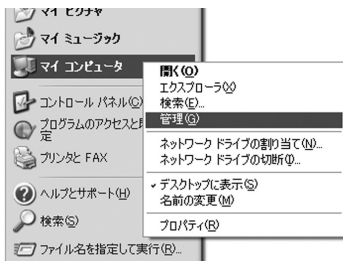 マイ ピクチャ
マイ ミュージック
マイ コンピュータ
コントロール パネル(C)
プログラムのアクセスと
定
プリンタと FAX
ヘルプとサポート(H)
検索(S)
ファイル名を指定して実行(R)...
開く(O)
エクスプローラ(X)
検索(E)...
管理(G)
ネットワーク ドライブの割り当て(N)...
ネットワーク ドライブの切断(I)...
デスクトップに表示(S)
名前の変更(M)
プロパティ(R)